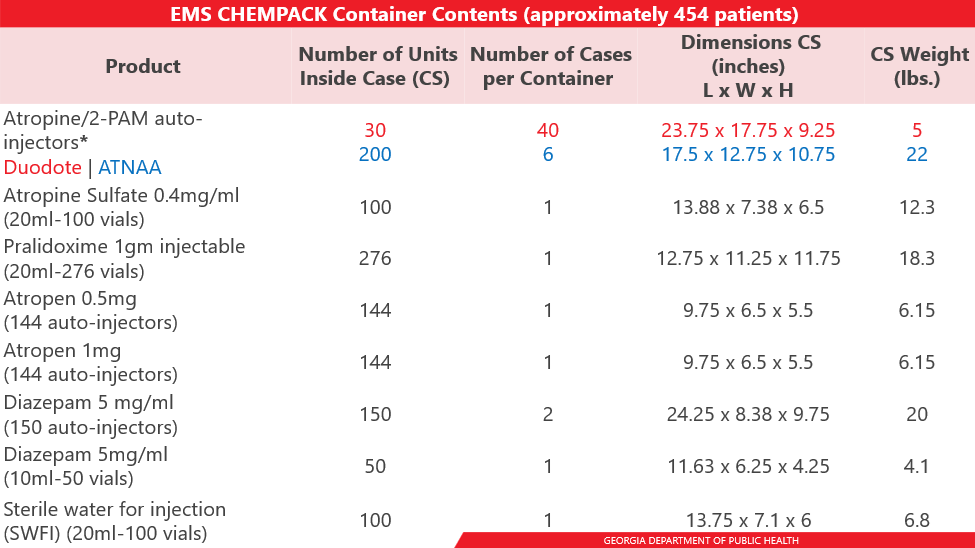 EMS CHEMPACK Container Contents (approximately 454 patients)
Product
Number of Units
Inside Case (CS)
Number of Cases
per Container
Dimensions CS
(inches)
L x W x H
CS Weight
(lbs.)
Atropine/2-PAM auto-
injectors*
Duodote | ATNAA
30
200
40
6
23.75 x 17.75 x 9.25
17.5 x 12.75 x 10.75
5
22
Atropine Sulfate 0.4mg/ml
(20ml-100 vials)
100
1
13.88 x 7.38 x 6.5
12.3
Pralidoxime 1gm injectable
(20ml-276 vials)
276
1
12.75 x 11.25 x 11.75
18.3
Atropen 0.5mg
(144 auto-injectors)
144
1
9.75 x 6.5 x 5.5
6.15
Atropen 1mg
(144 auto-injectors)
144
1
9.75 x 6.5 x 5.5
6.15
Diazepam 5 mg/ml
(150 auto-injectors)
150
2
24.25 x 8.38 x 9.75
20
Diazepam 5mg/ml
(10ml-50 vials)
50
1
11.63 x 6.25 x 4.25
4.1
Sterile water for injection
(SWFI) (20ml-100 vials)
100
1
13.75 x 7.1 x 6
6.8
GEORGIA DEPARTMENT OF PUBLIC HEALTH